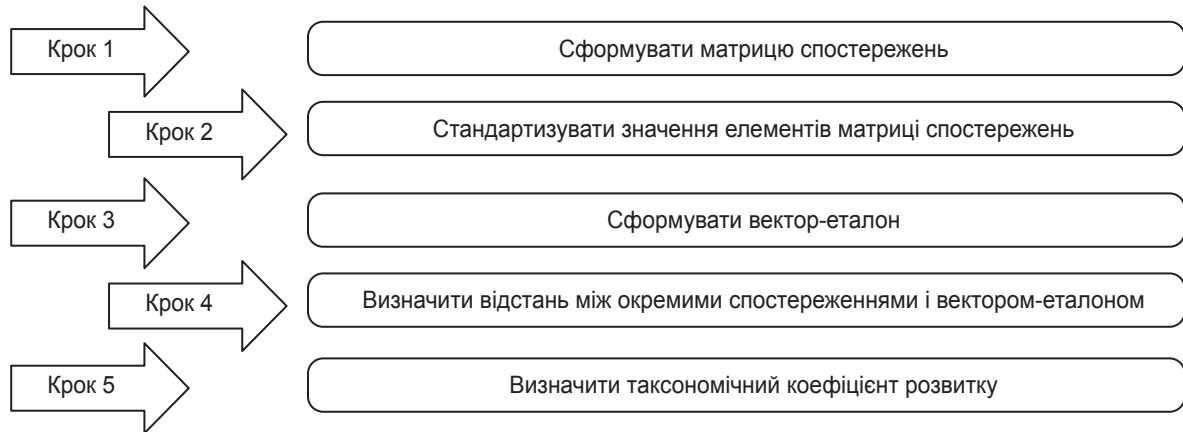 Крок 1
Сформувати матрицю спостережень
Крок 2
Стандартизувати значення елементів матриці спостережень
Крок 3
Сформувати вектор-еталон
Крок 4
Визначити відстань між окремими спостереженнями і вектором-еталоном
Крок 5
Визначити таксономічний коефіцієнт розвитку